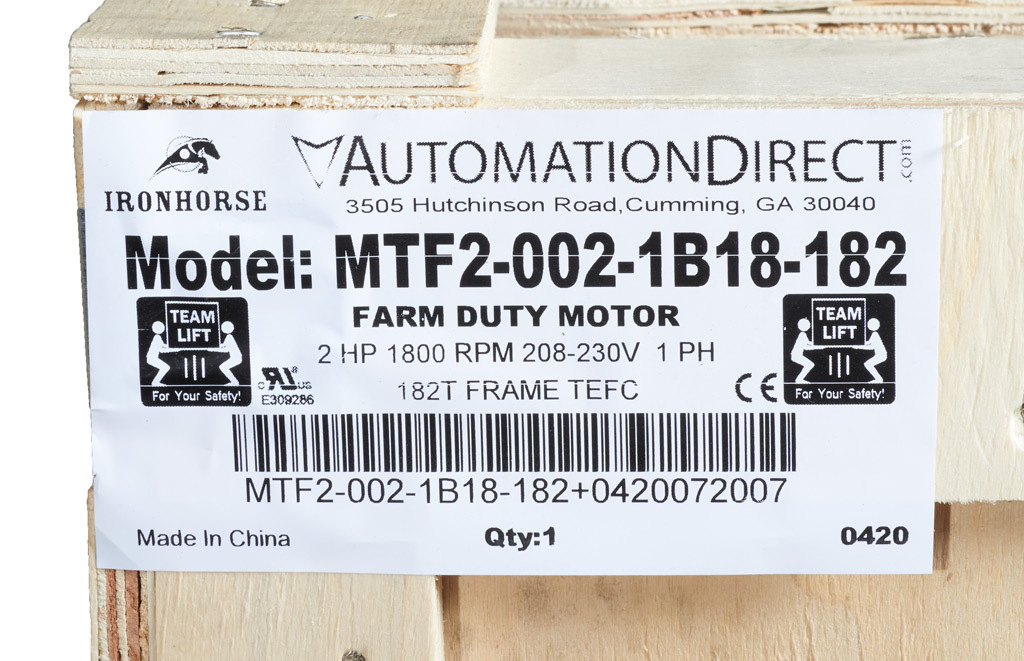 IRONHORSE
AUTOMATIONDIRECT.com
3505 Hutchinson Road,Cumming, GA 30040
Model: MTF2-002-1B18-182
FARM DUTY MOTOR
TEAM LIFT
For Your Safety!
2 HP 1800 RPM 208-230V 1 PH
182T FRAME TEFC
c RU US
E309286
CE
TEAM LIFT
For Your Safety!
MTF2-002-1B18-182+0420072007
Made In China
Qty:1
0420